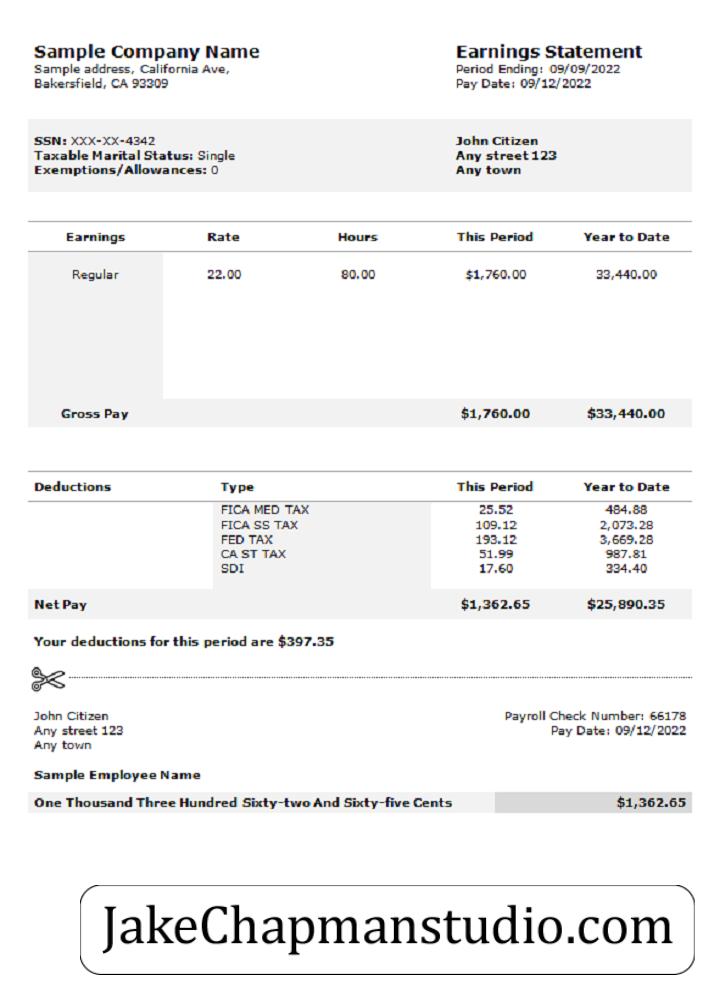 Sample Company Name
Sample address, California Ave,
Bakersfield, CA 93309
Earnings Statement
Period Ending: 09/09/2022
Pay Date: 09/12/2022
SSN: XXX-XX-4342
Taxable Marital Status: Single
Exemptions/Allowances: 0
John Citizen
Any street 123
Any town
Earnings Rate Hours This Period Year to Date
Regular 22.00 80.00 $1,760.00 33,440.00
Gross Pay $1,760.00 $33,440.00
Deductions Type This Period Year to Date
FICA MED TAX 25.52 484.88
FICA SS TAX 109.12 2,073.28
FED TAX 193.12 3,669.28
CA ST TAX 51.99 987.81
SDI 17.60 334.40
Net Pay $1,362.65 $25,890.35
Your deductions for this period are $397.35
John Citizen
Any street 123
Any town
Payroll Check Number: 66178
Pay Date: 09/12/2022
Sample Employee Name
One Thousand Three Hundred Sixty-two And Sixty-five Cents $1,362.65
JakeChapmanstudio.com